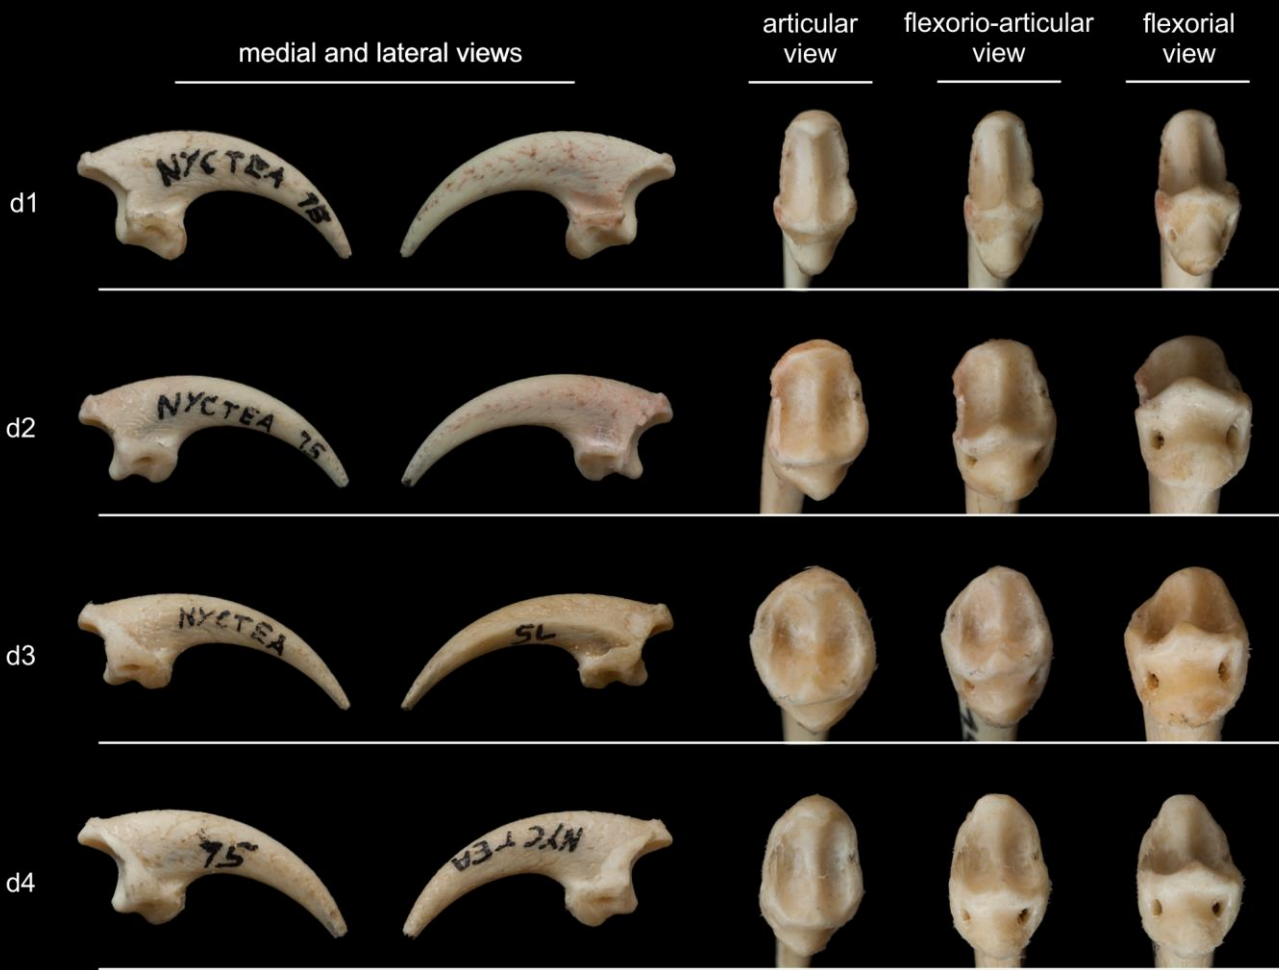 medial and lateral views
articular view
flexorio-articular view
flexorial view
d1
NYCTEA
d2
NYCTEA 75
d3
NYCTEA
75
d4
75
NYCTEA